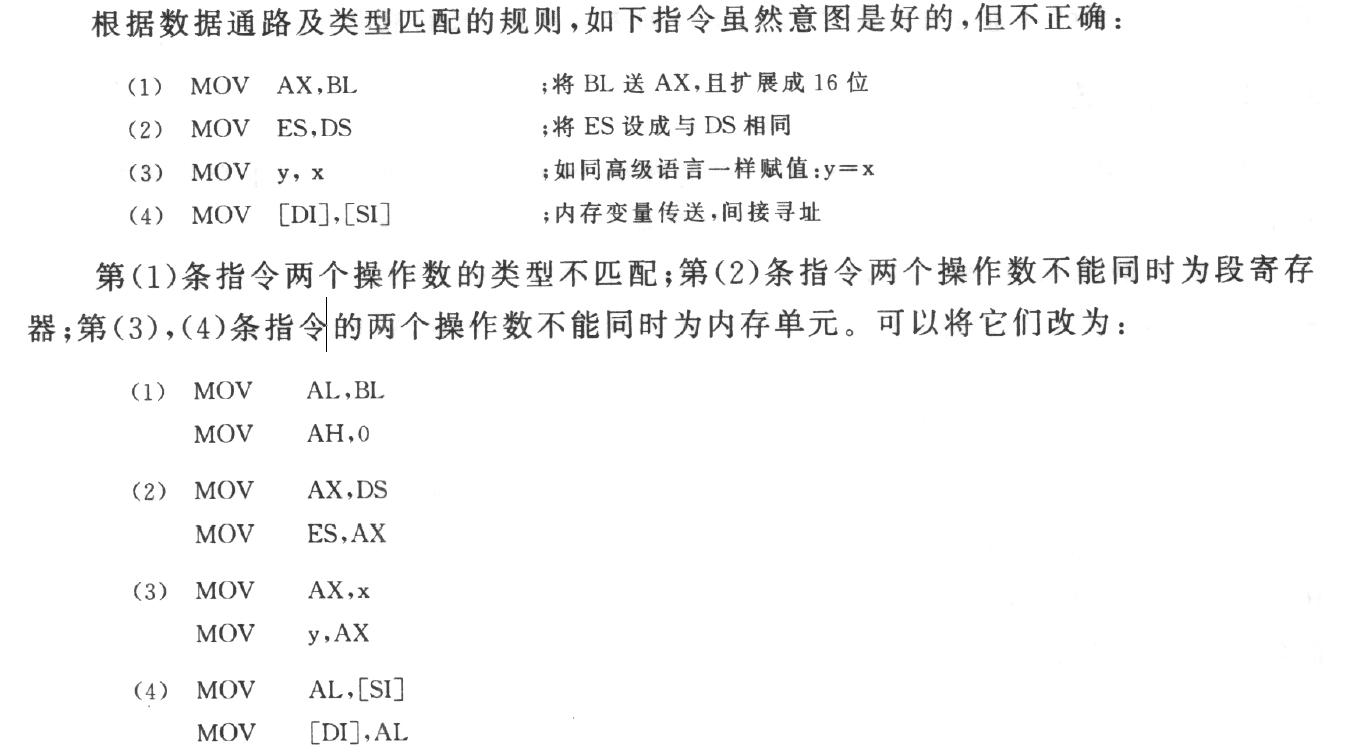 根据数据通路及类型匹配的规则,如下指令虽然意图是好的,但不正确:
(1) MOV AX,BL ;将 BL 送 AX,且扩展成 16 位
(2) MOV ES,DS ;将 ES 设成与 DS 相同
(3) MOV y, x ;如同高级语言一样赋值:y=x
(4) MOV [DI],[SI] ;内存变量传送,间接寻址
第(1)条指令两个操作数的类型不匹配;第(2)条指令两个操作数不能同时为段寄存
器;第(3),(4)条指令的两个操作数不能同时为内存单元。可以将它们改为:
(1) MOV AL,BL
MOV AH,0
(2) MOV AX,DS
MOV ES,AX
(3) MOV AX,x
MOV y,AX
(4) MOV AL,[SI]
MOV [DI],AL